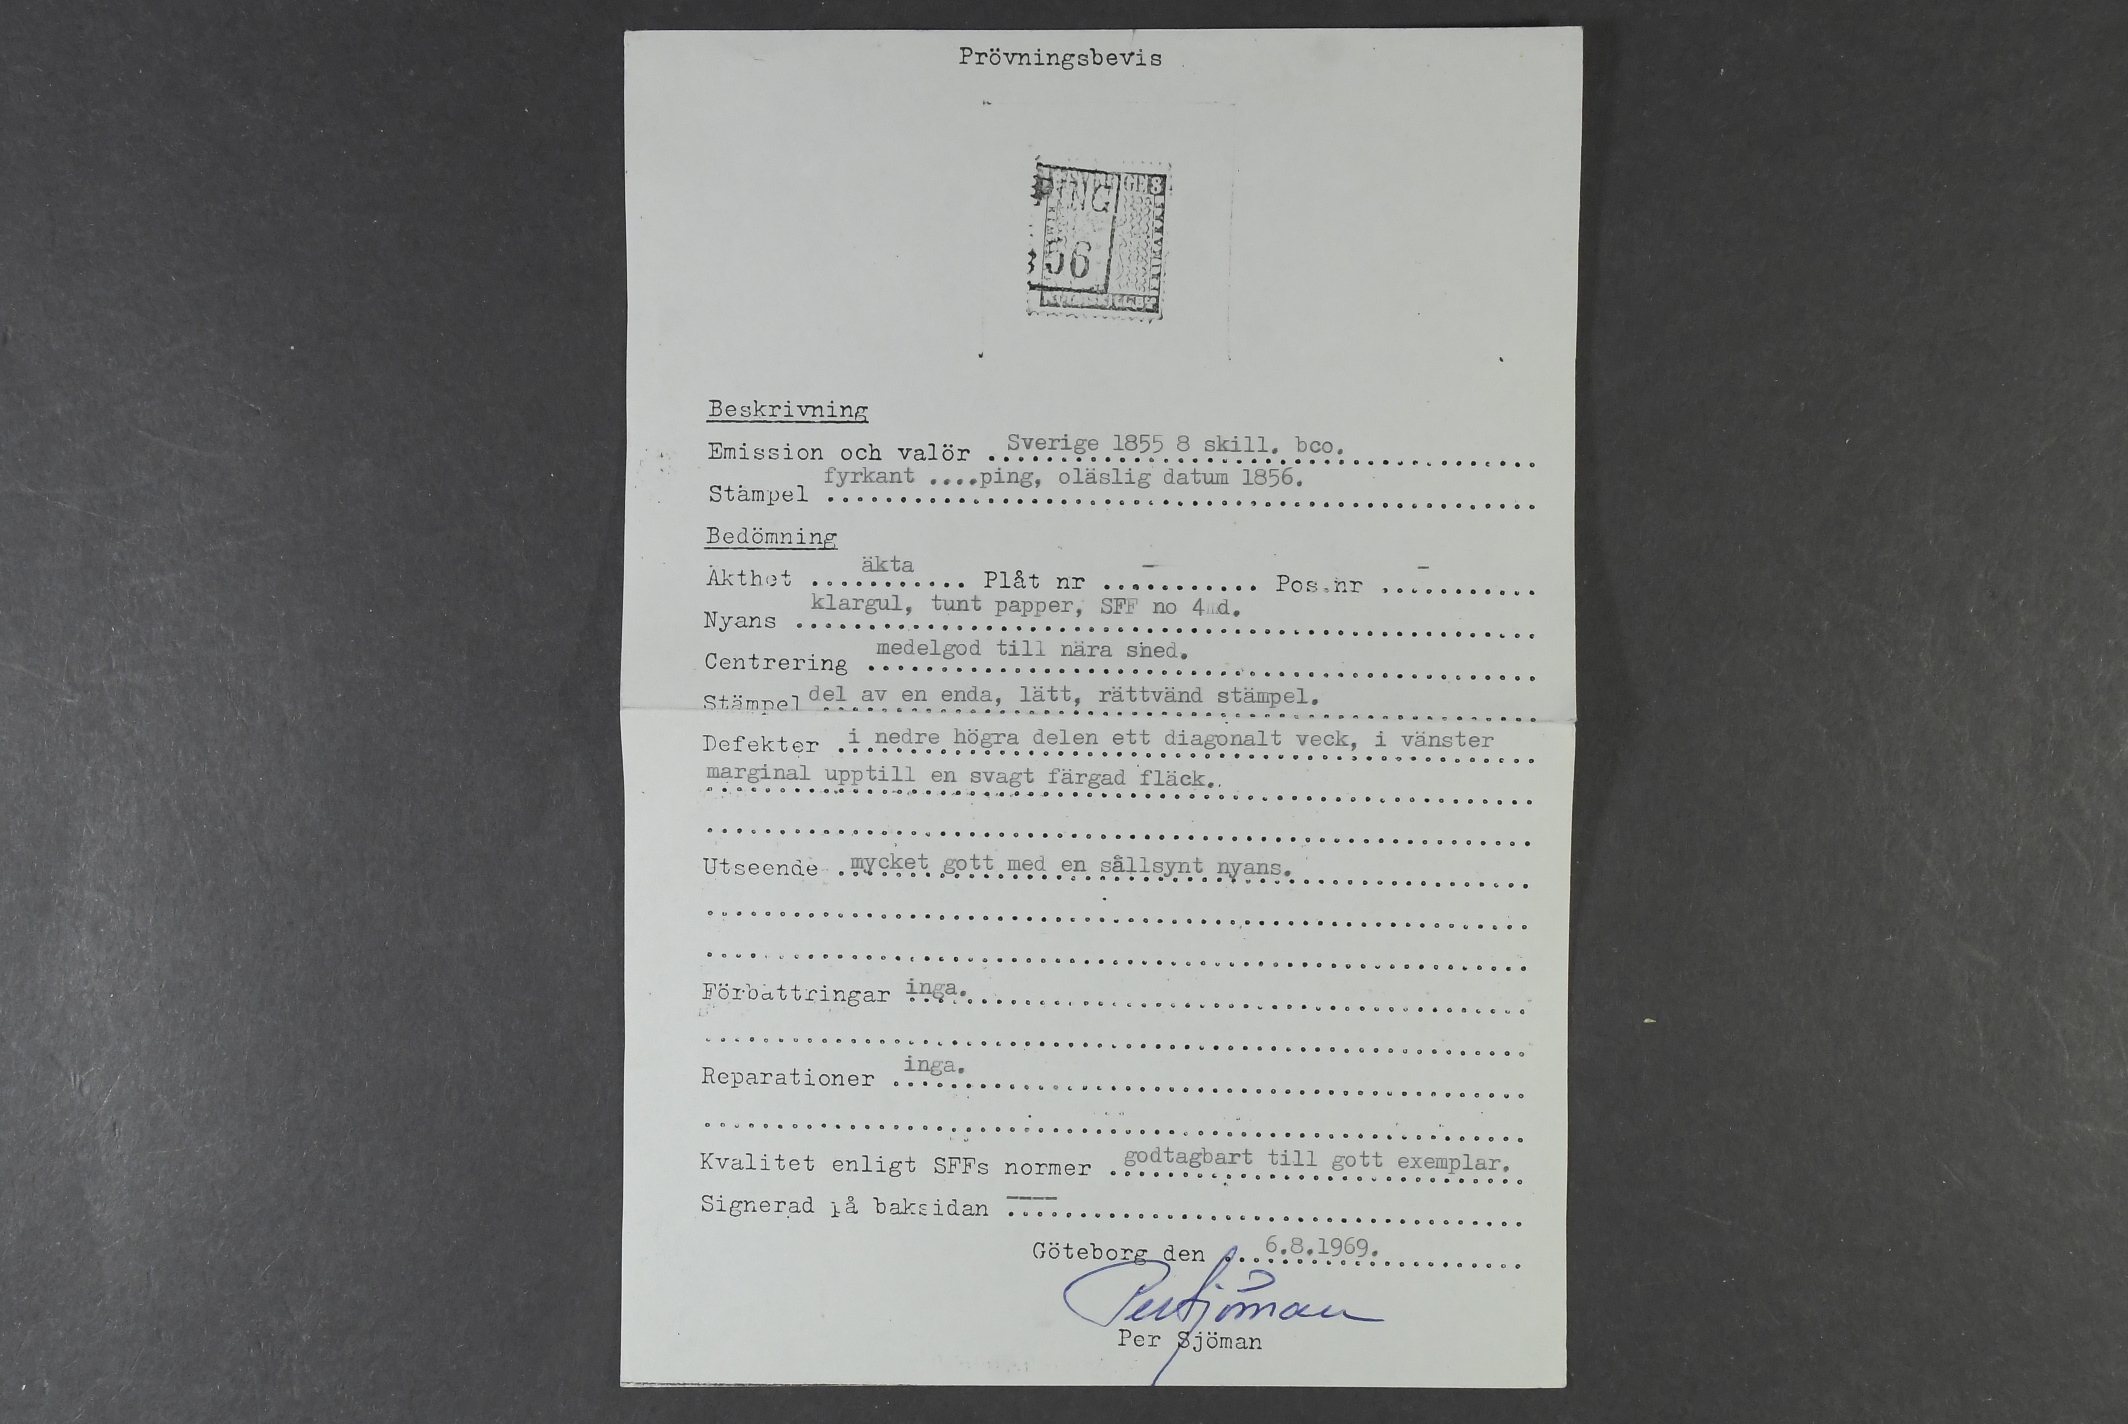 Prövningsbevis
SVERIGE 8
PING
56
Beskrivning
Emission och valör Sverige 1855 8 skill. bco.
Stämpel fyrkant ....ping, oläslig datum 1856.
Bedömning
Äkthet äkta Plåt nr - Pos.nr -
Nyans klargul, tunt papper, SFF no 4 d.
Centrering medelgod till nära sned.
Stämpel del av en enda, lätt, rättvänd stämpel.
Defekter i nedre högra delen ett diagonalt veck, i vänster
marginal upptill en svagt färgad fläck.
Utseende mycket gott med en sällsynt nyans.
Förbättringar inga.
Reparationer inga.
Kvalitet enligt SFFs normer godtagbart till gott exemplar.
Signerad på baksidan ----
Göteborg den 6.8.1969.
Per Sjöman
Per Sjöman